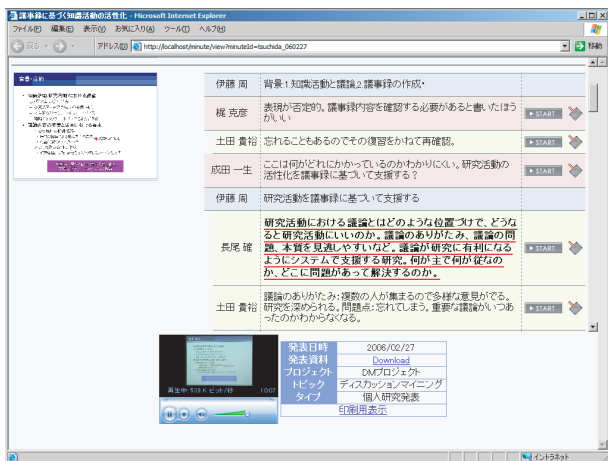 議事録に基づく知識活動の活性化 - Microsoft Internet Explorer
ファイル(F) 編集(E) 表示(V) お気に入り(A) ツール(T) ヘルプ(H)
戻る
アドレス(D) http://localhost/minute/view?minuteId=tsuchida_060227 移動
背景・目的
伊藤 周 背景:1.知識活動と議論,2.議事録の作成・
梶 克彦 表現が否定的。議事録内容を確認する必要があると書いたほう
がいい START
土田 貴裕 忘れることもあるのでその復習をかねて再確認。 START
成田 一生 ここは何がどれにかかっているのかわかりにくい。研究活動の
活性化を議事録に基づいて支援する? START
伊藤 周 研究活動を議事録に基づいて支援する
長尾 確 研究活動における議論とはどのような位置づけで、どうな
ると研究活動にいいのか。議論のありがたみ、議論の問
題、本質を見逃しやすいなど。議論が研究に有利になる
ようにシステムで支援する研究。何が主で何が従なの
か、どこに問題があって解決するのか。 START
土田 貴裕 議論のありがたみ:複数の人が集まるので多様な意見がでる。
研究を深められる。問題点:忘れてしまう。重要な議論がいつあ
ったのかわからなくなる。 START
再生中: 539 K ビット/秒 10:07
発表日時 2006/02/27
発表資料 Download
プロジェクト DMプロジェクト
トピック ディスカッションマイニング
タイプ 個人研究発表
印刷用表示
イントラネット